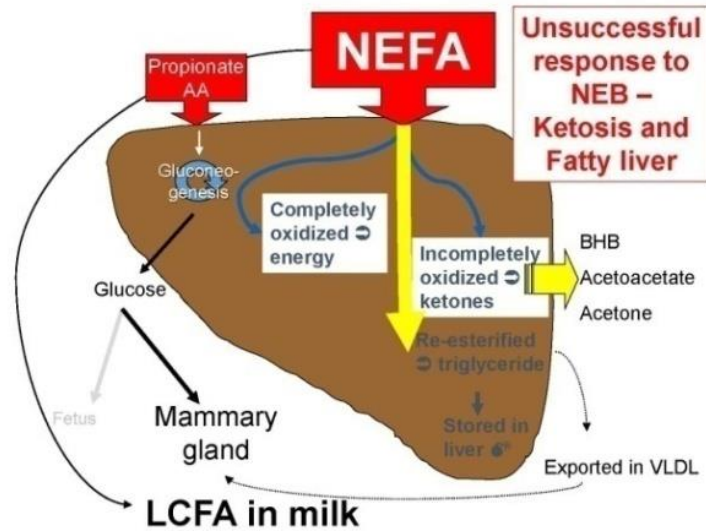 NEFA
Unsuccessful
response to
NEB –
Ketosis and
Fatty liver
Propionate
AA
Gluconeo-
genesis
Completely
oxidized ➲
energy
Incompletely
oxidized ➲
ketones
BHB
Acetoacetate
Acetone
Glucose
Re-esterified
➲ triglyceride
Fetus
Mammary
gland
Stored in
liver 💣
Exported in VLDL
LCFA in milk